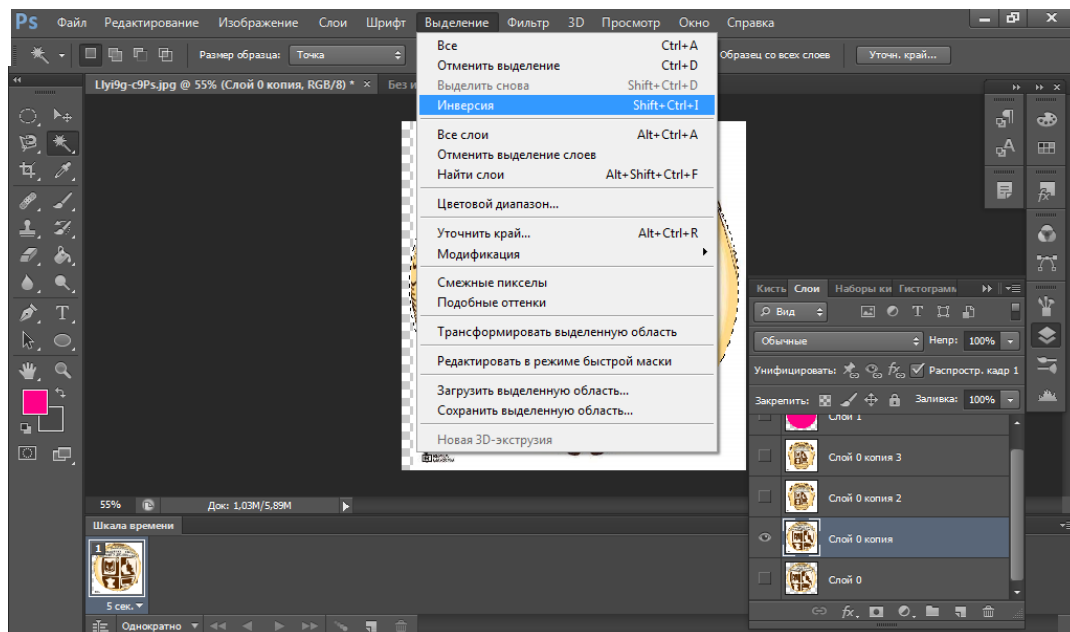 Ps Файл Редактирование Изображение Слои Шрифт Выделение Фильтр 3D Просмотр Окно Справка
Размер образца: Точка Образец со всех слоев Уточн. край...
Llyi9g-c9Ps.jpg @ 55% (Слой 0 копия, RGB/8) * × Без и
Все Ctrl+A
Отменить выделение Ctrl+D
Выделить снова Shift+Ctrl+D
Инверсия Shift+Ctrl+I
Все слои Alt+Ctrl+A
Отменить выделение слоев
Найти слои Alt+Shift+Ctrl+F
Цветовой диапазон...
Уточнить край... Alt+Ctrl+R
Модификация
Смежные пикселы
Подобные оттенки
Трансформировать выделенную область
Редактировать в режиме быстрой маски
Загрузить выделенную область...
Сохранить выделенную область...
Новая 3D-экструзия
Кисть Слои Наборы ки Гистограмм
Вид
Обычные Непр: 100%
Унифицировать: Распростр. кадр 1
Закрепить: Заливка: 100%
Слой 1
Слой 0 копия 3
Слой 0 копия 2
Слой 0 копия
Слой 0
55% Док: 1,03M/5,89M
Шкала времени
1
5 сек.
Однократно